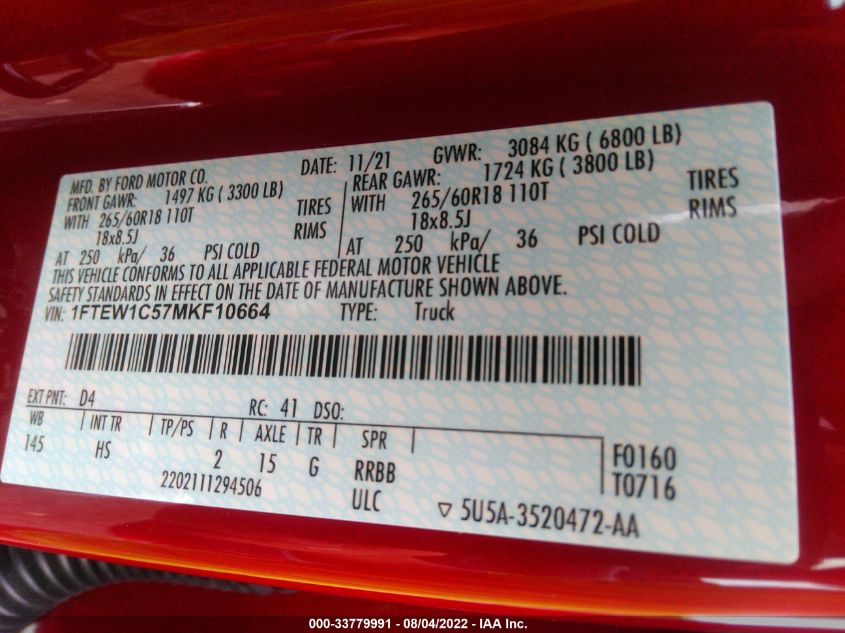 MFD. BY FORD MOTOR CO. DATE: 11/21 GVWR: 3084 KG ( 6800 LB)
FRONT GAWR: 1497 KG ( 3300 LB) REAR GAWR: 1724 KG ( 3800 LB)
WITH 265/60R18 110T TIRES WITH 265/60R18 110T TIRES
18x8.5J RIMS 18x8.5J RIMS
AT 250 kPa/ 36 PSI COLD AT 250 kPa/ 36 PSI COLD
THIS VEHICLE CONFORMS TO ALL APPLICABLE FEDERAL MOTOR VEHICLE
SAFETY STANDARDS IN EFFECT ON THE DATE OF MANUFACTURE SHOWN ABOVE.
VIN: 1FTEW1C57MKF10664 TYPE: Truck
EXT PNT: D4 RC: 41 DSO:
WB INT TR TP/PS R AXLE TR SPR F0160
145 HS 2 15 G RRBB T0716
2202111294506 ULC ▽ 5U5A-3520472-AA
000-33779991 - 08/04/2022 - IAA Inc.